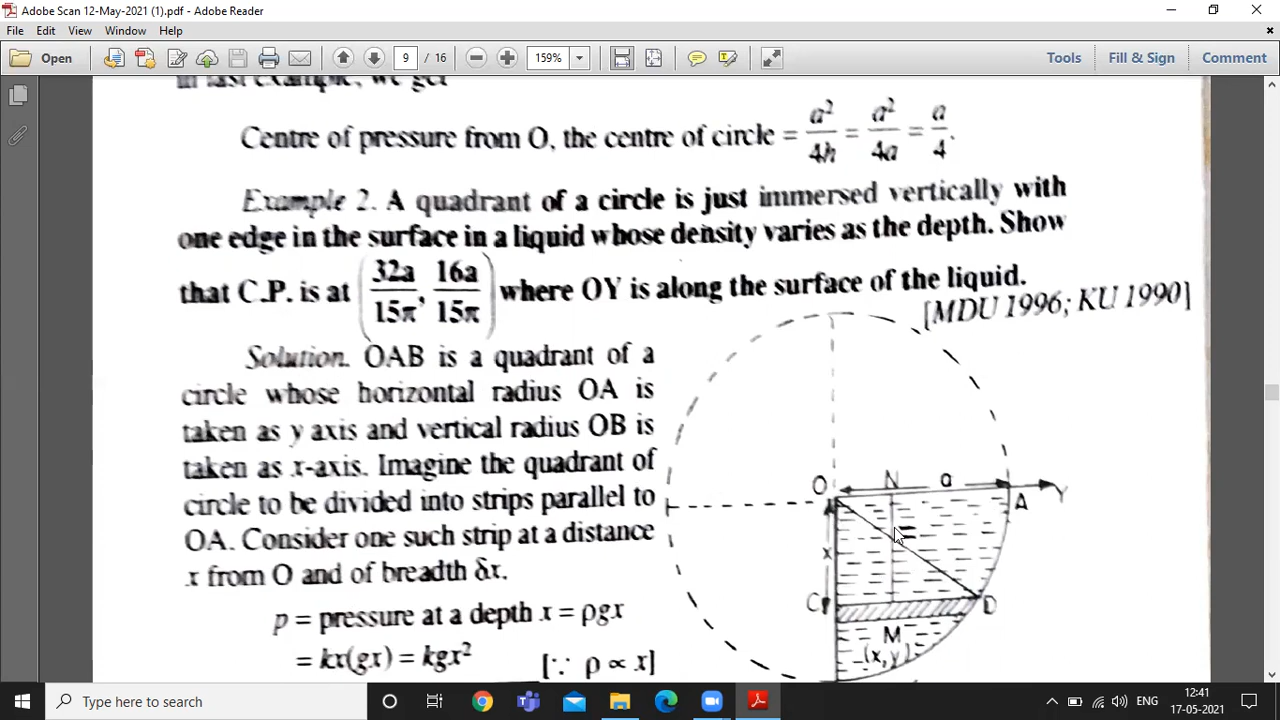 Adobe Scan 12-May-2021 (1).pdf - Adobe Reader
File Edit View Window Help
Open 9 / 16 159% Tools Fill & Sign Comment
in last example, we get
Centre of pressure from O, the centre of circle = a²/4h = a²/4a = a/4.
Example 2. A quadrant of a circle is just immersed vertically with
one edge in the surface in a liquid whose density varies as the depth. Show
that C.P. is at (32a/15π, 16a/15π) where OY is along the surface of the liquid.
[MDU 1996; KU 1990]
Solution. OAB is a quadrant of a
circle whose horizontal radius OA is
taken as y axis and vertical radius OB is
taken as x-axis. Imagine the quadrant of
circle to be divided into strips parallel to
OA. Consider one such strip at a distance
x from O and of breadth δx.
p = pressure at a depth x = ρgx
= kx(gx) = kgx² [∵ ρ ∝ x]
O N a A Y
x
C D
M
(x, y)
Type here to search
12:41
17-05-2021